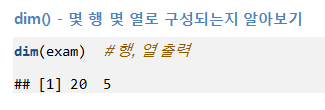 dim() - 몇 행 몇 열로 구성되는지 알아보기
dim(exam)  # 행, 열 출력
## [1] 20  5